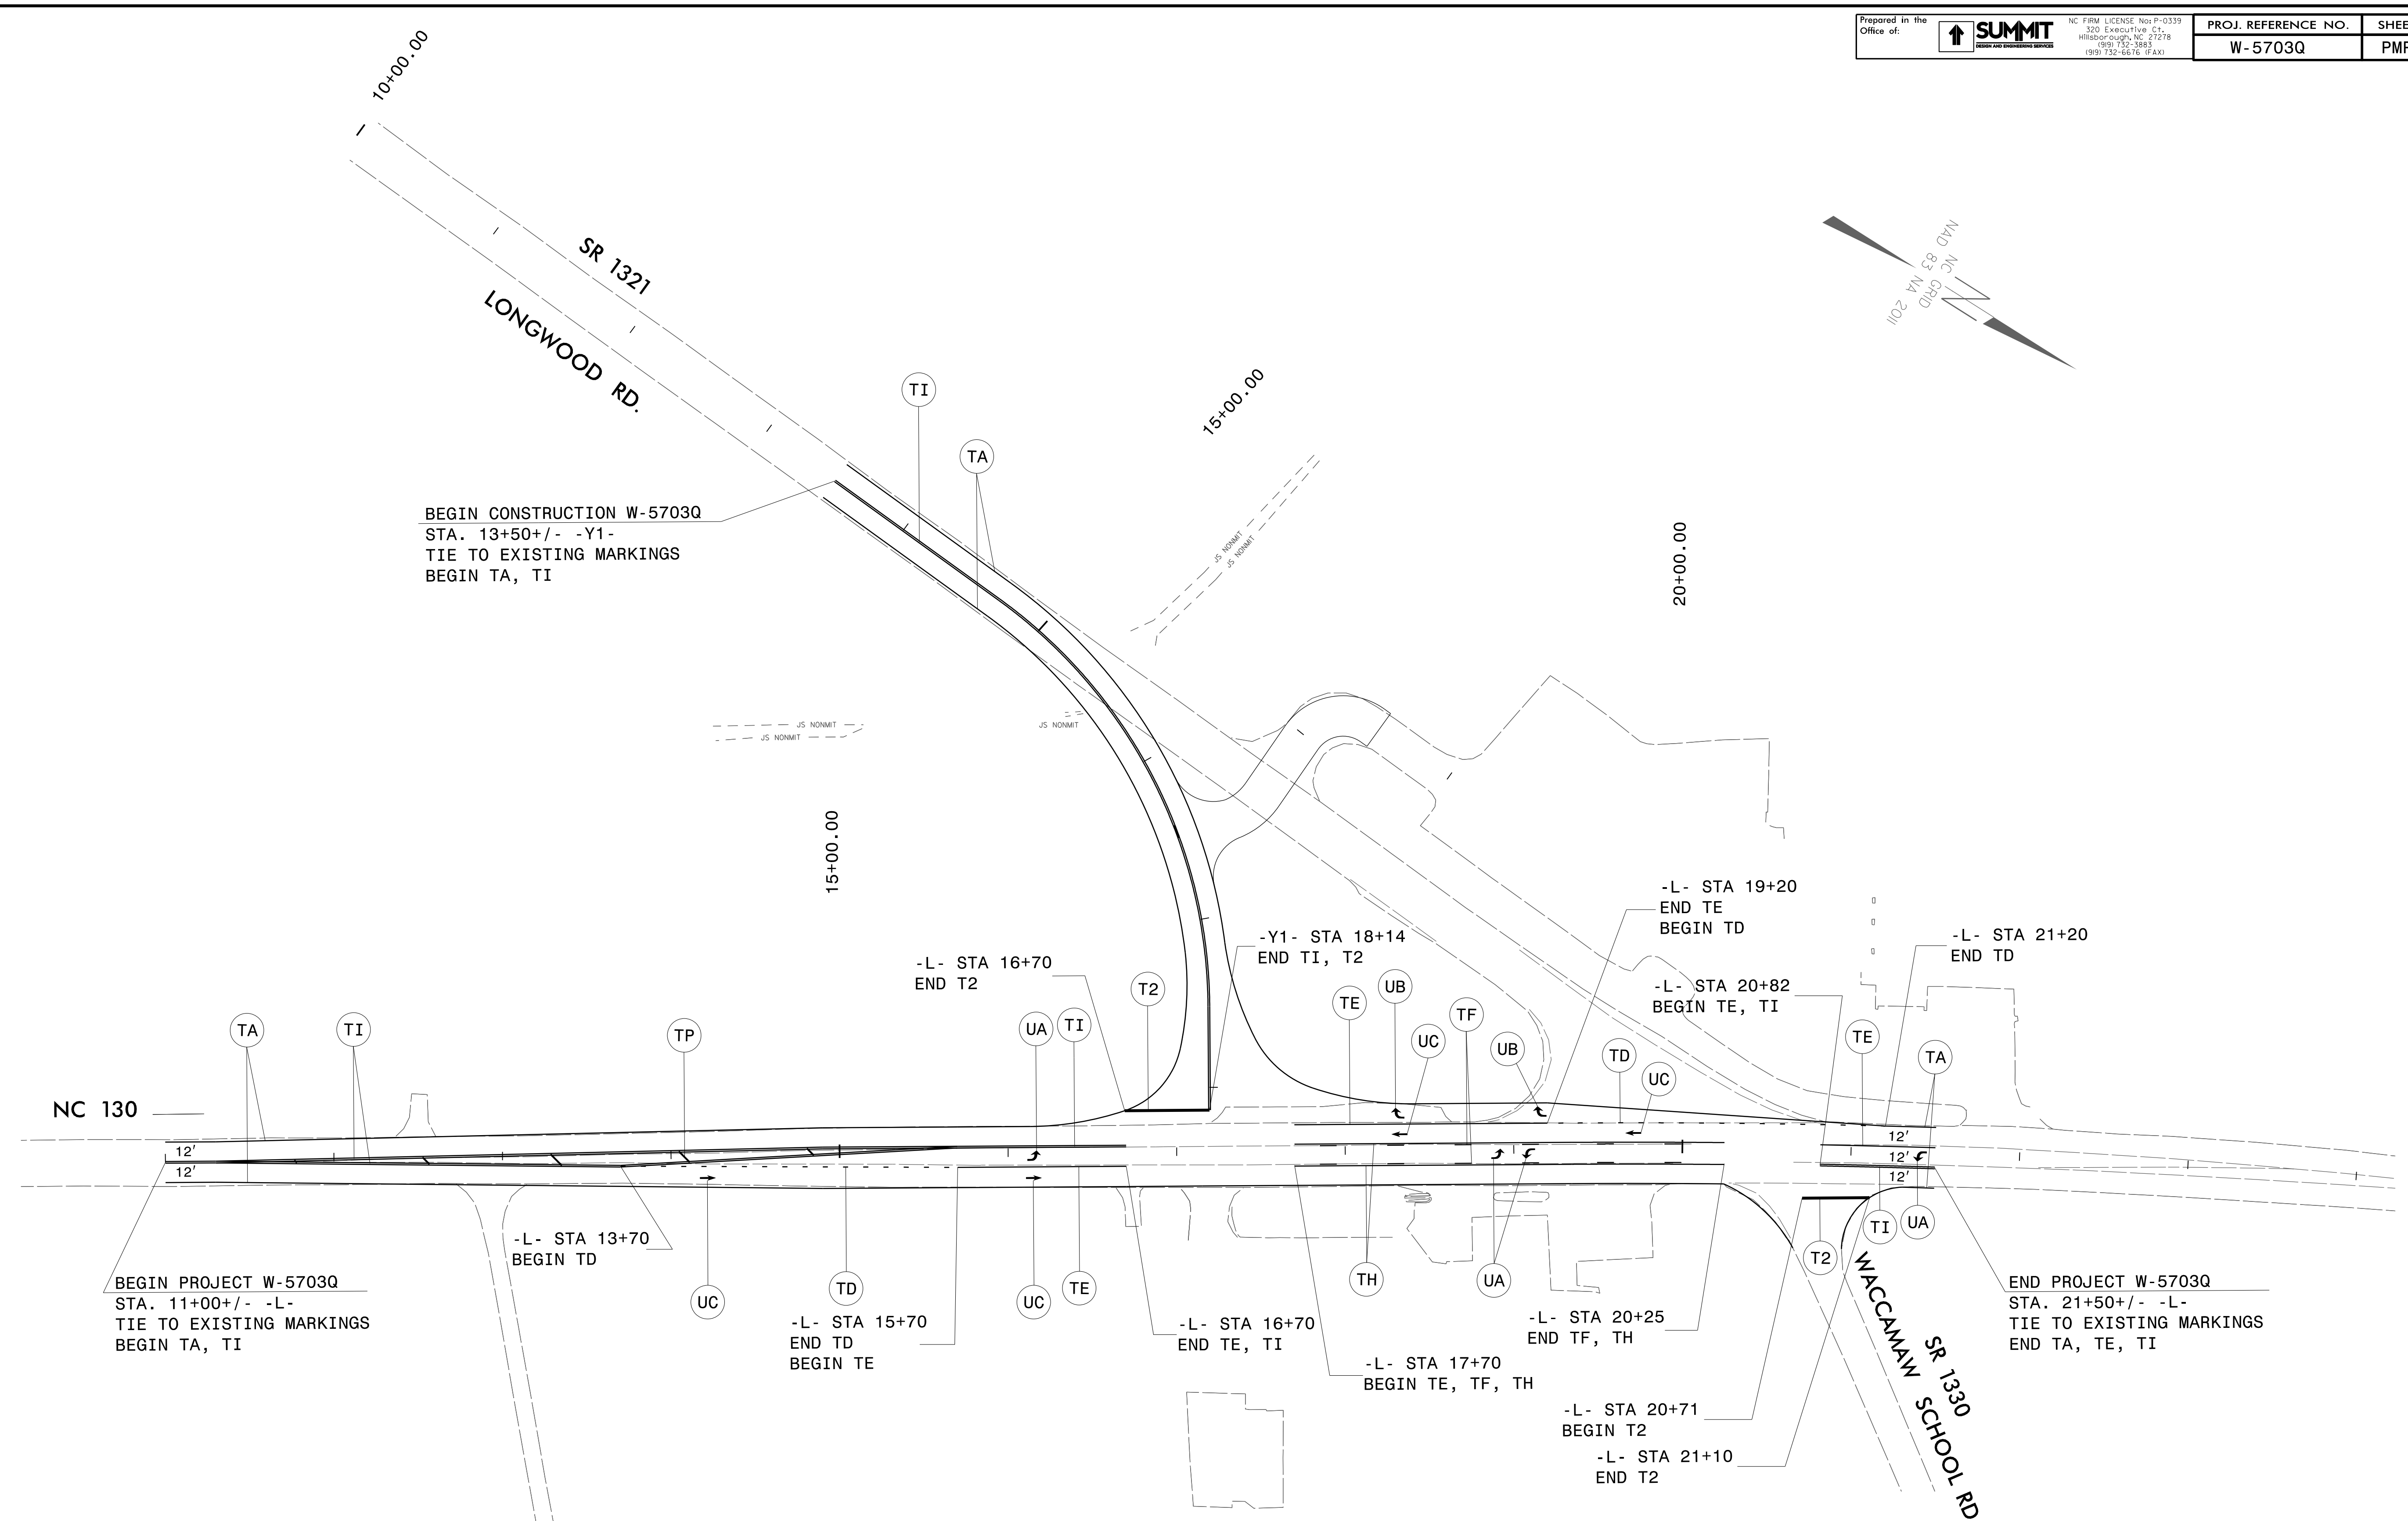 Prepared in the
Office of:
SUMMIT
DESIGN AND ENGINEERING SERVICES
NC FIRM LICENSE No: P-0339
320 Executive Ct.
Hillsborough, NC 27278
(919) 732-3883
(919) 732-6676 (FAX)
PROJ. REFERENCE NO.
W-5703Q
10+00.00
SR 1321
LONGWOOD RD.
NC GRID
NAD 83 NA 2011
TI
TA
15+00.00
BEGIN CONSTRUCTION W-5703Q
STA. 13+50+/- -Y1-
TIE TO EXISTING MARKINGS
BEGIN TA, TI
JS NONMIT
JS NONMIT
20+00.00
JS NONMIT
JS NONMIT
JS NONMIT
15+00.00
-L- STA 19+20
END TE
BEGIN TD
-Y1- STA 18+14
END TI, T2
-L- STA 21+20
END TD
-L- STA 16+70
END T2
-L- STA 20+82
BEGIN TE, TI
T2
TE
UB
TF
UC
UB
TD
UC
TE
TA
TA
TI
TP
UA
TI
NC 130
12'
12'
12'
12'
12'
-L- STA 13+70
BEGIN TD
BEGIN PROJECT W-5703Q
STA. 11+00+/- -L-
TIE TO EXISTING MARKINGS
BEGIN TA, TI
UC
TD
UC
TE
TH
UA
T2
TI
UA
-L- STA 15+70
END TD
BEGIN TE
-L- STA 16+70
END TE, TI
-L- STA 17+70
BEGIN TE, TF, TH
-L- STA 20+25
END TF, TH
-L- STA 20+71
BEGIN T2
-L- STA 21+10
END T2
END PROJECT W-5703Q
STA. 21+50+/- -L-
TIE TO EXISTING MARKINGS
END TA, TE, TI
SR 1330
WACCAMAW SCHOOL RD